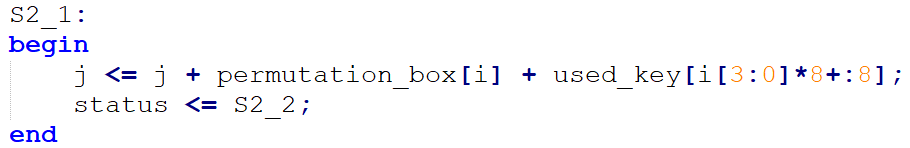 S2_1:
begin
j <= j + permutation_box[i] + used_key[i[3:0]*8+:8];
status <= S2_2;
end